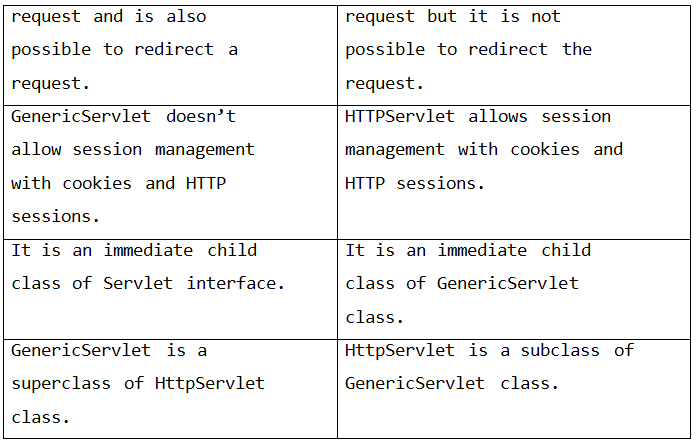 request and is also
possible to redirect a
request.
request but it is not
possible to redirect the
request.
GenericServlet doesn’t
allow session management
with cookies and HTTP
sessions.
HTTPServlet allows session
management with cookies and
HTTP sessions.
It is an immediate child
class of Servlet interface.
It is an immediate child
class of GenericServlet
class.
GenericServlet is a
superclass of HttpServlet
class.
HttpServlet is a subclass of
GenericServlet class.